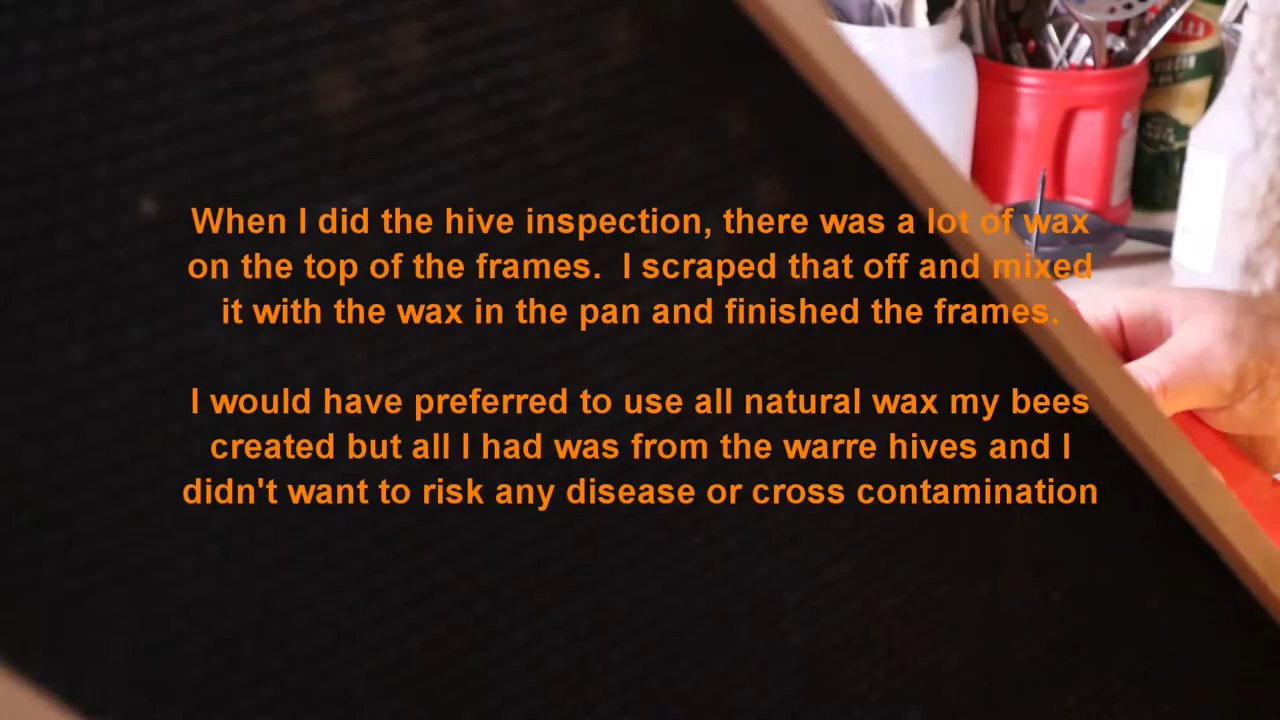 When I did the hive inspection, there was a lot of wax
on the top of the frames.  I scraped that off and mixed
it with the wax in the pan and finished the frames.
I would have preferred to use all natural wax my bees
created but all I had was from the warre hives and I
didn't want to risk any disease or cross contamination